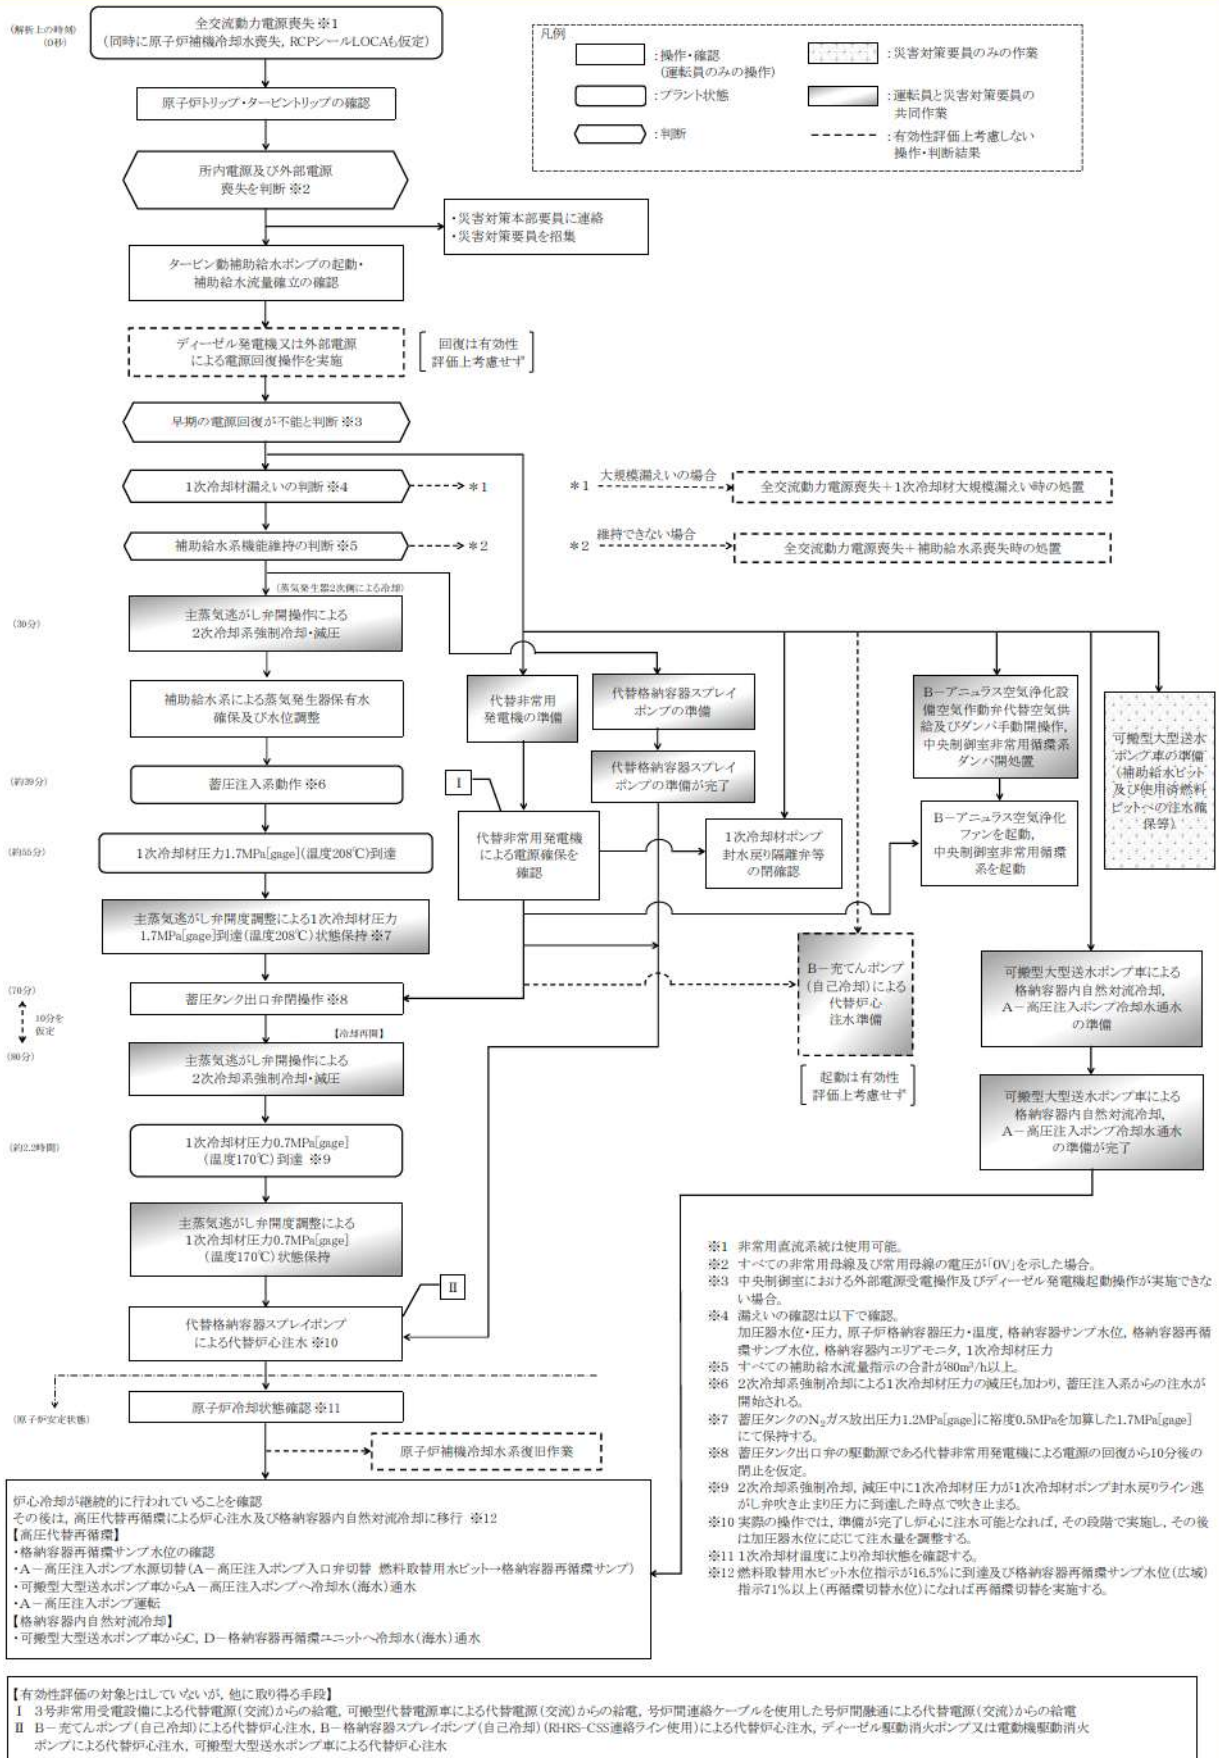 (解析上の時刻)
(0秒)
全交流動力電源喪失 ※1
(同時に原子炉補機冷却水喪失, RCPシールLOCAも仮定)
原子炉トリップ・タービントリップの確認
所内電源及び外部電源
喪失を判断 ※2
・災害対策本部要員に連絡
・災害対策要員を招集
タービン動補助給水ポンプの起動・
補助給水流量確立の確認
ディーゼル発電機又は外部電源
による電源回復操作を実施
回復は有効性
評価上考慮せず
早期の電源回復が不能と判断 ※3
1次冷却材漏えいの判断 ※4
＊1
補助給水系機能維持の判断 ※5
＊2
凡例
:操作・確認
(運転員のみの操作)
:プラント状態
:判断
:災害対策要員のみの作業
:運転員と災害対策要員の
共同作業
:有効性評価上考慮しない
操作・判断結果
＊1
大規模漏えいの場合
全交流動力電源喪失＋1次冷却材大規模漏えい時の処置
＊2
維持できない場合
全交流動力電源喪失＋補助給水系喪失時の処置
(蒸気発生器2次側による冷却)
(30分)
主蒸気逃がし弁開操作による
2次冷却系強制冷却・減圧
補助給水系による蒸気発生器保有水
確保及び水位調整
(約39分)
蓄圧注入系動作 ※6
(約55分)
1次冷却材圧力1.7MPa[gage](温度208℃)到達
主蒸気逃がし弁開度調整による1次冷却材圧力
1.7MPa[gage]到達(温度208℃)状態保持 ※7
(70分)
蓄圧タンク出口弁閉操作 ※8
10分を
仮定
【冷却再開】
(80分)
主蒸気逃がし弁開操作による
2次冷却系強制冷却・減圧
(約2.2時間)
1次冷却材圧力0.7MPa[gage]
(温度170℃)到達 ※9
主蒸気逃がし弁開度調整による
1次冷却材圧力0.7MPa[gage]
(温度170℃)状態保持
Ⅱ
代替格納容器スプレイポンプ
による代替炉心注水 ※10
(原子炉安定状態)
原子炉冷却状態確認 ※11
原子炉補機冷却水系復旧作業
代替非常用
発電機の準備
Ⅰ
代替非常用発電機
による電源確保を
確認
代替格納容器スプレイ
ポンプの準備
代替格納容器スプレイ
ポンプの準備が完了
1次冷却材ポンプ
封水戻り隔離弁等
の閉確認
B－充てんポンプ
(自己冷却)による
代替炉心
注水準備
起動は有効性
評価上考慮せず
B－アニュラス空気浄化設
備空気作動弁代替空気供
給及びダンパ手動開操作,
中央制御室非常用循環系
ダンパ開処置
B－アニュラス空気浄化
ファンを起動,
中央制御室非常用循環
系を起動
可搬型大型送水
ポンプ車の準備
(補助給水ピット
及び使用済燃料
ピットへの注水確
保等)
可搬型大型送水ポンプ車による
格納容器内自然対流冷却,
A－高圧注入ポンプ冷却水通水
の準備
可搬型大型送水ポンプ車による
格納容器内自然対流冷却,
A－高圧注入ポンプ冷却水通水
の準備が完了
炉心冷却が継続的に行われていることを確認
その後は, 高圧代替再循環による炉心注水及び格納容器内自然対流冷却に移行 ※12
【高圧代替再循環】
・格納容器再循環サンプ水位の確認
・A－高圧注入ポンプ水源切替(A－高圧注入ポンプ入口弁切替 燃料取替用水ピット→格納容器再循環サンプ)
・可搬型大型送水ポンプ車からA－高圧注入ポンプへ冷却水(海水)通水
・A－高圧注入ポンプ運転
【格納容器内自然対流冷却】
・可搬型大型送水ポンプ車からC, D－格納容器再循環ユニットへ冷却水(海水)通水
※1 非常用直流系統は使用可能。
※2 すべての非常用母線及び常用母線の電圧が「0V」を示した場合。
※3 中央制御室における外部電源受電操作及びディーゼル発電機起動操作が実施できな
い場合。
※4 漏えいの確認は以下で確認。
加圧器水位・圧力, 原子炉格納容器圧力・温度, 格納容器サンプ水位, 格納容器再循
環サンプ水位, 格納容器内エリアモニタ, 1次冷却材圧力
※5 すべての補助給水流量指示の合計が80m³/h以上。
※6 2次冷却系強制冷却による1次冷却材圧力の減圧も加わり, 蓄圧注入系からの注水が
開始される。
※7 蓄圧タンクのN₂ガス放出圧力1.2MPa[gage]に裕度0.5MPaを加算した1.7MPa[gage]
にて保持する。
※8 蓄圧タンク出口弁の駆動源である代替非常用発電機による電源の回復から10分後の
閉止を仮定。
※9 2次冷却系強制冷却, 減圧中に1次冷却材圧力が1次冷却材ポンプ封水戻りライン逃
がし弁吹き止まり圧力に到達した時点で吹き止まる。
※10 実際の操作では, 準備が完了し炉心に注水可能となれば, その段階で実施し, その後
は加圧器水位に応じて注水量を調整する。
※11 1次冷却材温度により冷却状態を確認する。
※12 燃料取替用水ピット水位指示が16.5%に到達及び格納容器再循環サンプ水位(広域)
指示71%以上(再循環切替水位)になれば再循環切替を実施する。
【有効性評価の対象とはしていないが, 他に取り得る手段】
Ⅰ 3号非常用受電設備による代替電源(交流)からの給電, 可搬型代替電源車による代替電源(交流)からの給電, 号炉間連絡ケーブルを使用した号炉間融通による代替電源(交流)からの給電
Ⅱ B－充てんポンプ(自己冷却)による代替炉心注水, B－格納容器スプレイポンプ(自己冷却)(RHRS-CSS連絡ライン使用)による代替炉心注水, ディーゼル駆動消火ポンプ又は電動機駆動消火
ポンプによる代替炉心注水, 可搬型大型送水ポンプ車による代替炉心注水